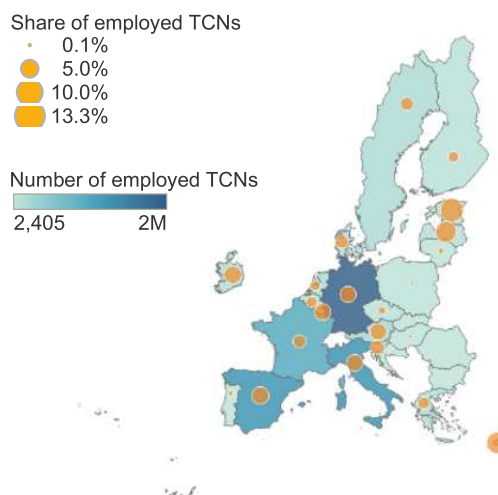 Share of employed TCNs
0.1%
5.0%
10.0%
13.3%
Number of employed TCNs
2,405 2M